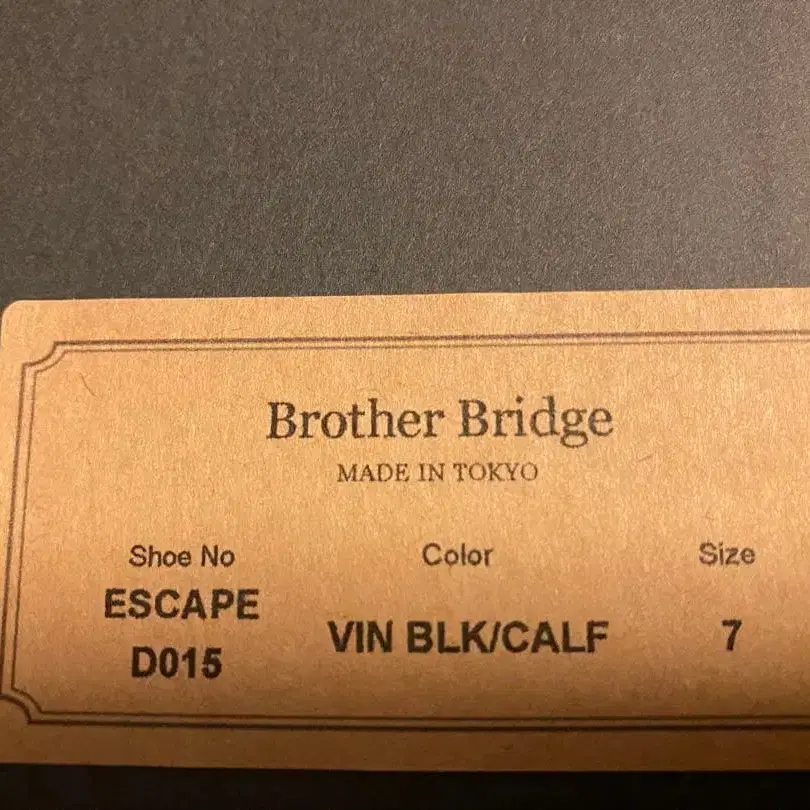 Brother Bridge
MADE IN TOKYO
Shoe No Color Size
ESCAPE
D015 VIN BLK/CALF 7